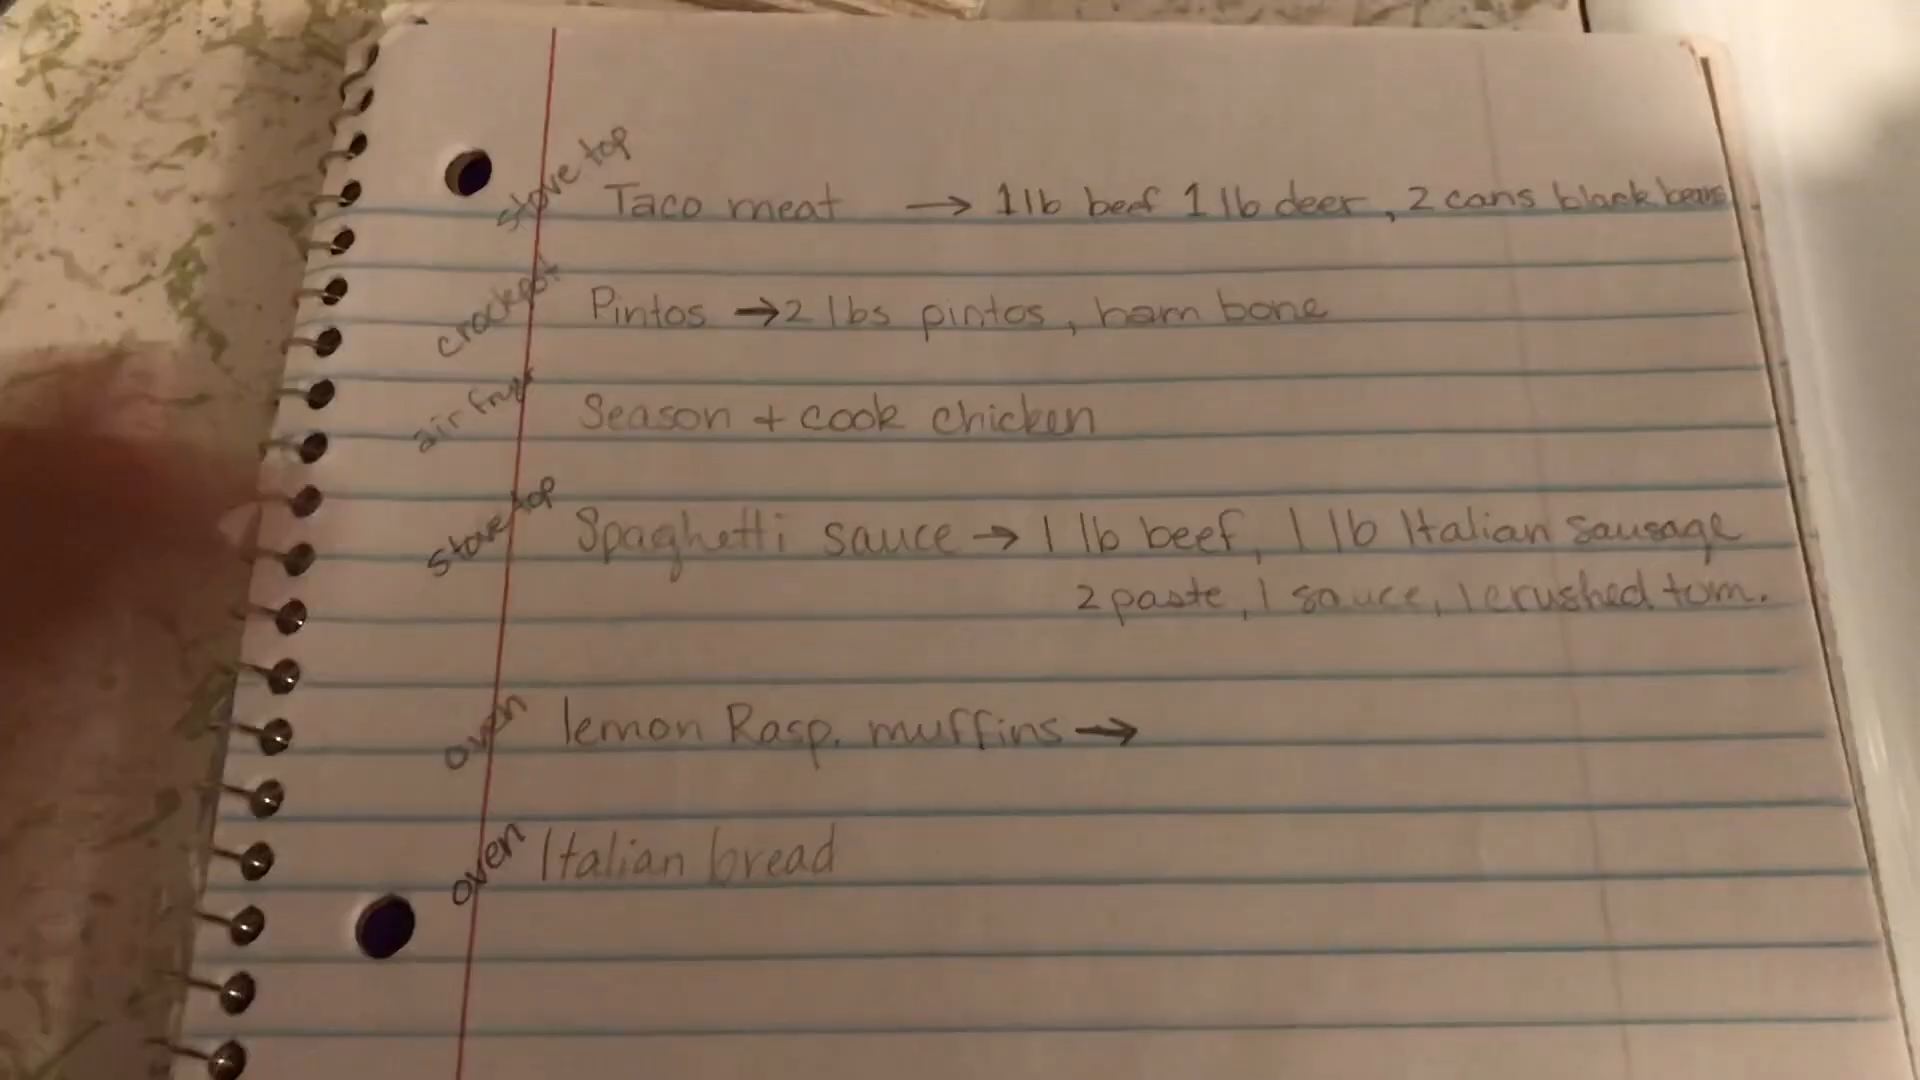 stove top Taco meat → 1 lb beef 1 lb deer, 2 cans black beans
crockpot Pintos → 2 lbs pintos, ham bone
air fryer Season + cook chicken
stove top Spaghetti sauce → 1 lb beef, 1 lb Italian sausage
2 paste, 1 sauce, 1 crushed tom.
oven lemon Rasp. muffins →
oven Italian bread